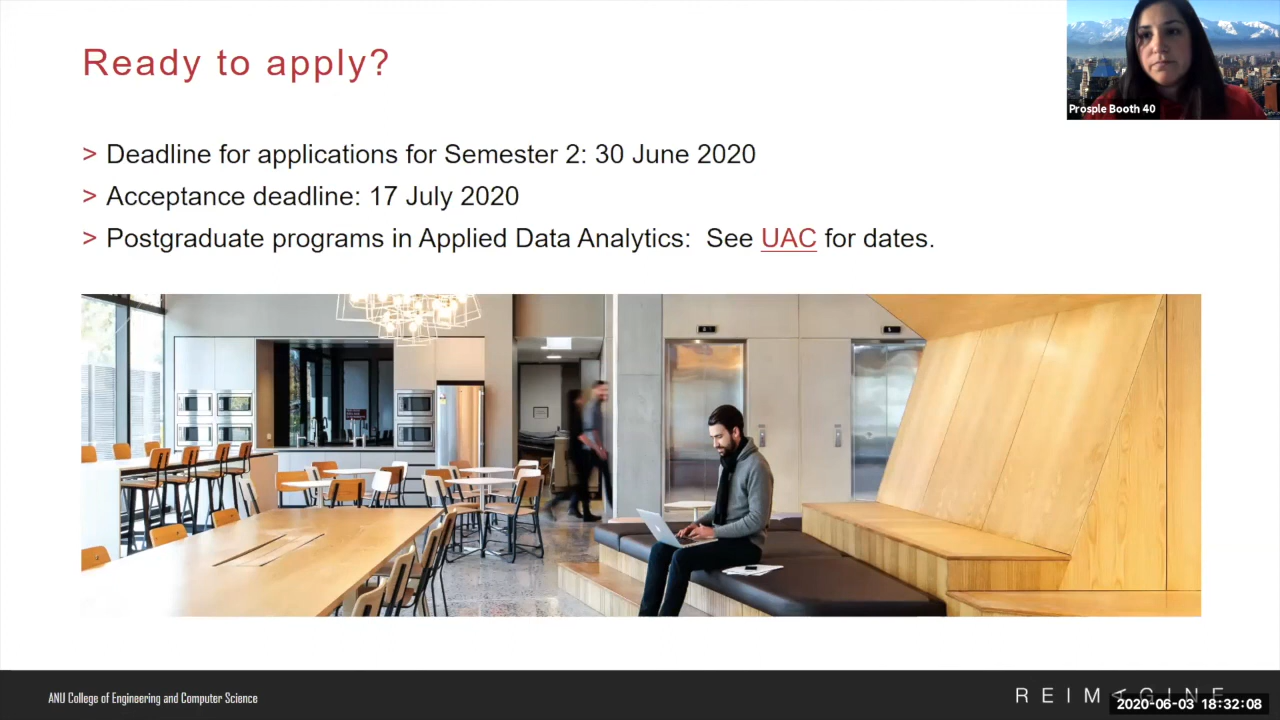 Ready to apply?
Prosple Booth 40
> Deadline for applications for Semester 2: 30 June 2020
> Acceptance deadline: 17 July 2020
> Postgraduate programs in Applied Data Analytics: See UAC for dates.
ANU College of Engineering and Computer Science
REIMAGINE
2020-06-03 18:32:08